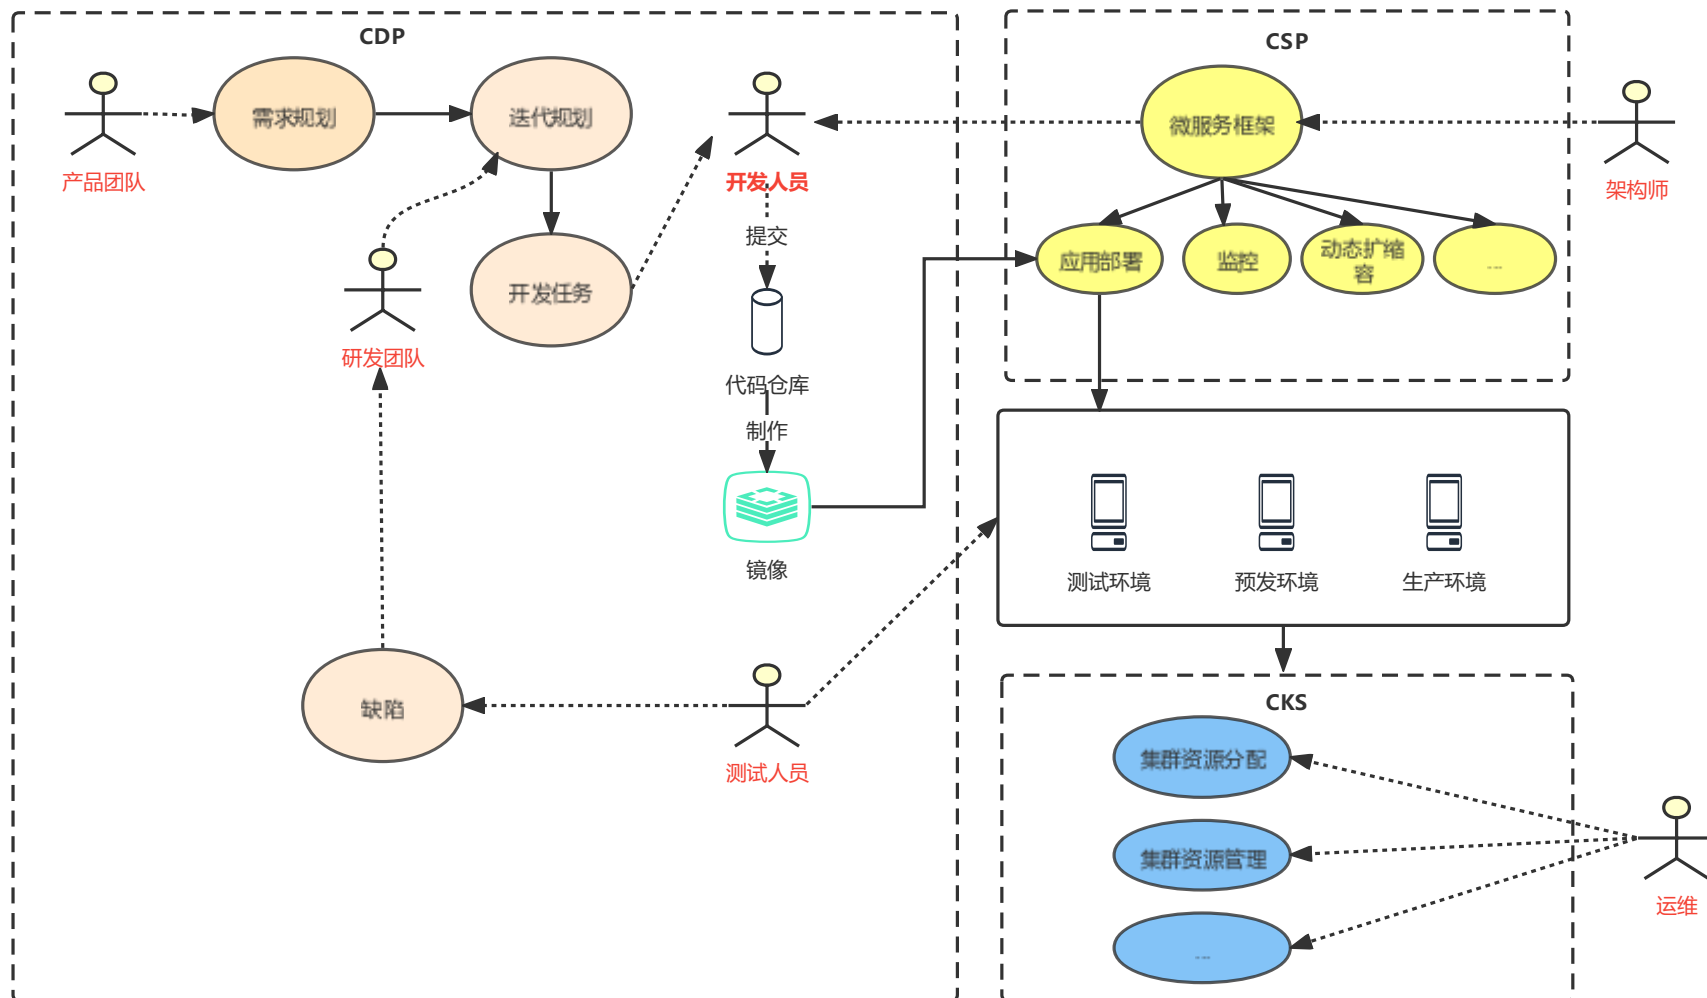 CDP
产品团队
需求规划
迭代规划
开发人员
研发团队
开发任务
提交
代码仓库
制作
镜像
缺陷
测试人员
CSP
微服务框架
架构师
应用部署
监控
动态扩缩
容
...
测试环境
预发环境
生产环境
CKS
集群资源分配
集群资源管理
...
运维